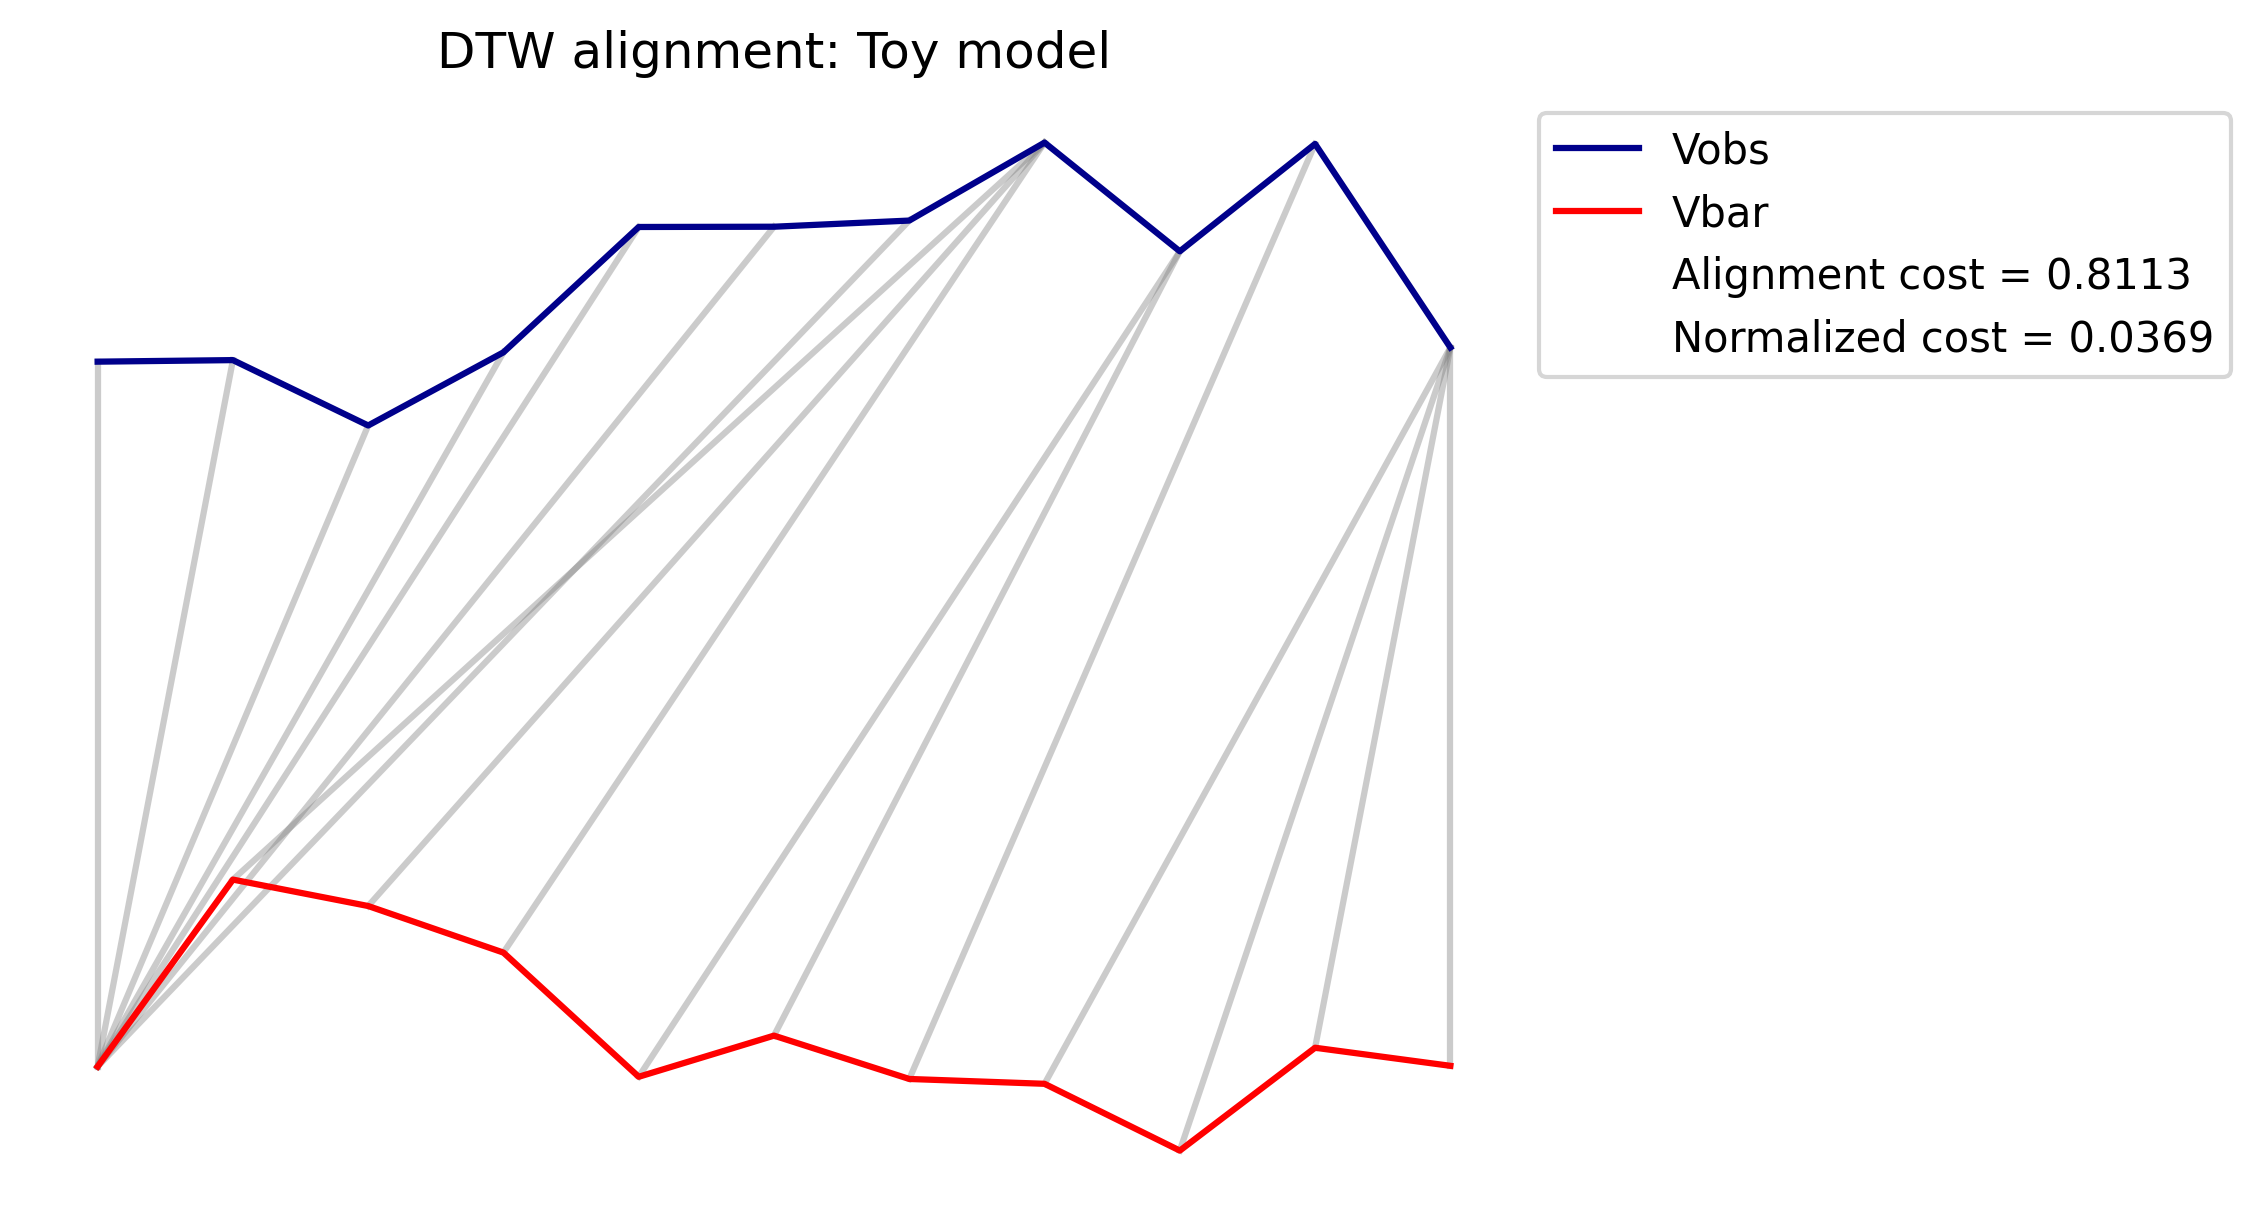 DTW alignment: Toy model
Vobs
Vbar
Alignment cost = 0.8113
Normalized cost = 0.0369